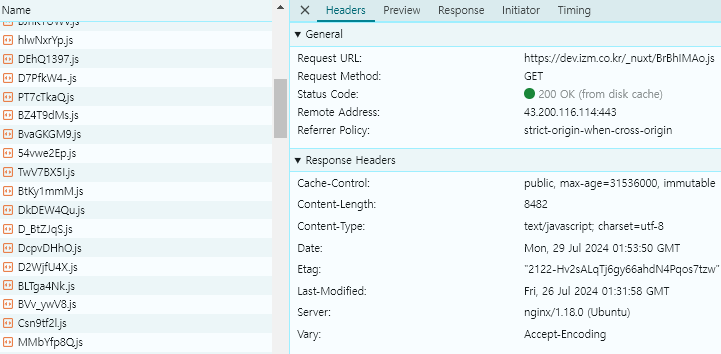 Name
hlwNxrYp.js
DEhQ1397.js
D7PfkW4-.js
PT7cTkaQ.js
BZ4T9dMs.js
BvaGKGM9.js
54vwe2Ep.js
TwV7BX5I.js
BtKy1mmM.js
DkDEW4Qu.js
D_BtZJqS.js
DcpvDHhO.js
D2WjfU4X.js
BLTga4Nk.js
BVv_ywV8.js
Csn9tf2l.js
MMbYfp8Q.js
Headers Preview Response Initiator Timing
General
Request URL: https://dev.izm.co.kr/_nuxt/BrBhIMAo.js
Request Method: GET
Status Code: 200 OK (from disk cache)
Remote Address: 43.200.116.114:443
Referrer Policy: strict-origin-when-cross-origin
Response Headers
Cache-Control: public, max-age=31536000, immutable
Content-Length: 8482
Content-Type: text/javascript; charset=utf-8
Date: Mon, 29 Jul 2024 01:53:50 GMT
Etag: "2122-Hv2sALqTj6gy66ahdN4Pqos7tzw"
Last-Modified: Fri, 26 Jul 2024 01:31:58 GMT
Server: nginx/1.18.0 (Ubuntu)
Vary: Accept-Encoding